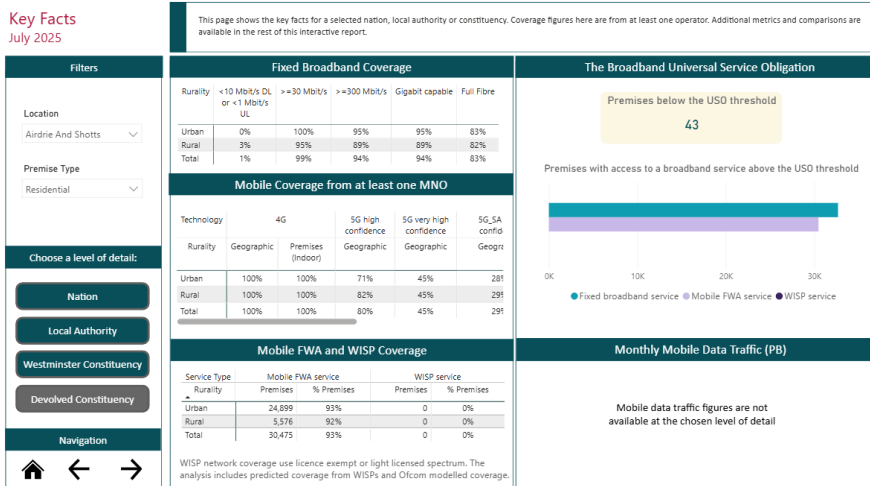 Key Facts
July 2025
This page shows the key facts for a selected nation, local authority or constituency. Coverage figures here are from at least one operator. Additional metrics and comparisons are
available in the rest of this interactive report.
Filters
Location
Airdrie And Shotts
Premise Type
Residential
Choose a level of detail:
Nation
Local Authority
Westminster Constituency
Devolved Constituency
Navigation
Fixed Broadband Coverage
Rurality <10 Mbit/s DL >=30 Mbit/s >=300 Mbit/s Gigabit capable Full Fibre
or <1 Mbit/s
UL
Urban 0% 100% 95% 95% 83%
Rural 3% 95% 89% 89% 82%
Total 1% 99% 94% 94% 83%
Mobile Coverage from at least one MNO
Technology 4G 5G high 5G very high 5G_SA
confidence confidence confid
Rurality Geographic Premises Geographic Geographic Geogra
(Indoor)
Urban 100% 100% 71% 45% 28%
Rural 100% 100% 82% 45% 29%
Total 100% 100% 80% 45% 29%
Mobile FWA and WISP Coverage
Service Type Mobile FWA service WISP service
Rurality Premises % Premises Premises % Premises
Urban 24,899 93% 0 0%
Rural 5,576 92% 0 0%
Total 30,475 93% 0 0%
WISP network coverage use licence exempt or light licensed spectrum. The
analysis includes predicted coverage from WISPs and Ofcom modelled coverage.
The Broadband Universal Service Obligation
Premises below the USO threshold
43
Premises with access to a broadband service above the USO threshold
0K 10K 20K 30K
Fixed broadband service Mobile FWA service WISP service
Monthly Mobile Data Traffic (PB)
Mobile data traffic figures are not
available at the chosen level of detail